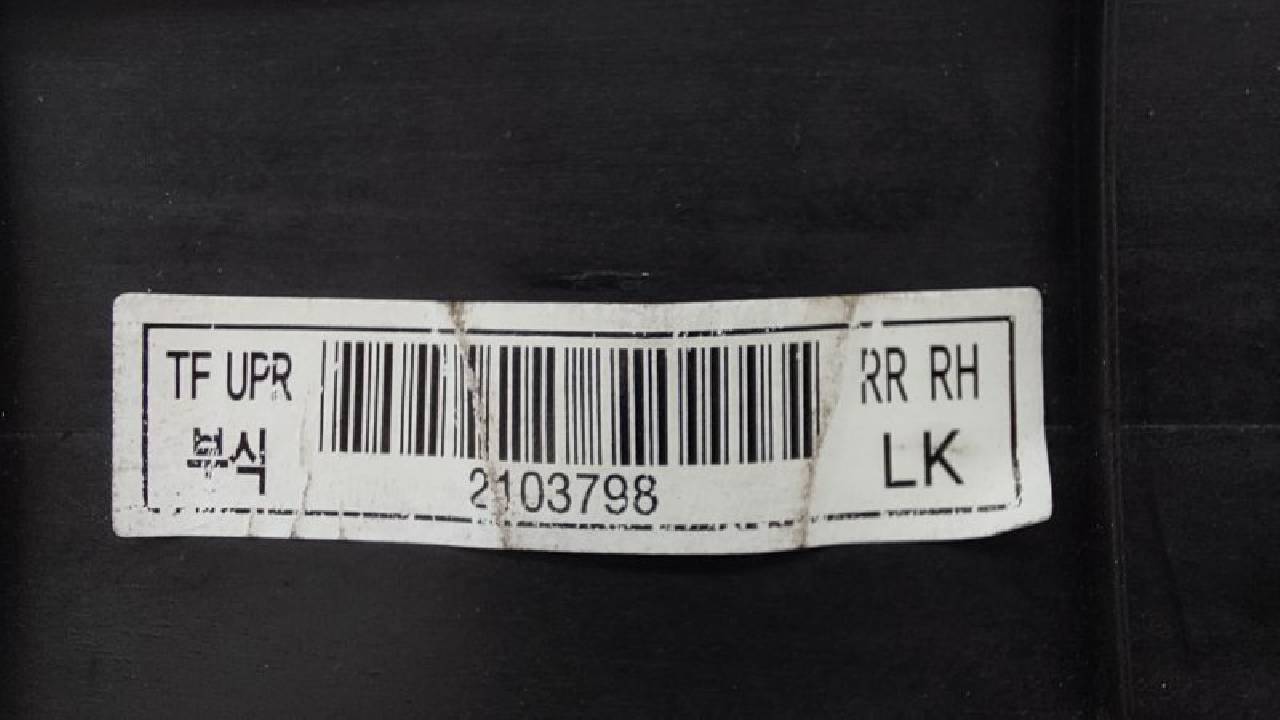 TF UPR
부식
2103798
RR RH
LK